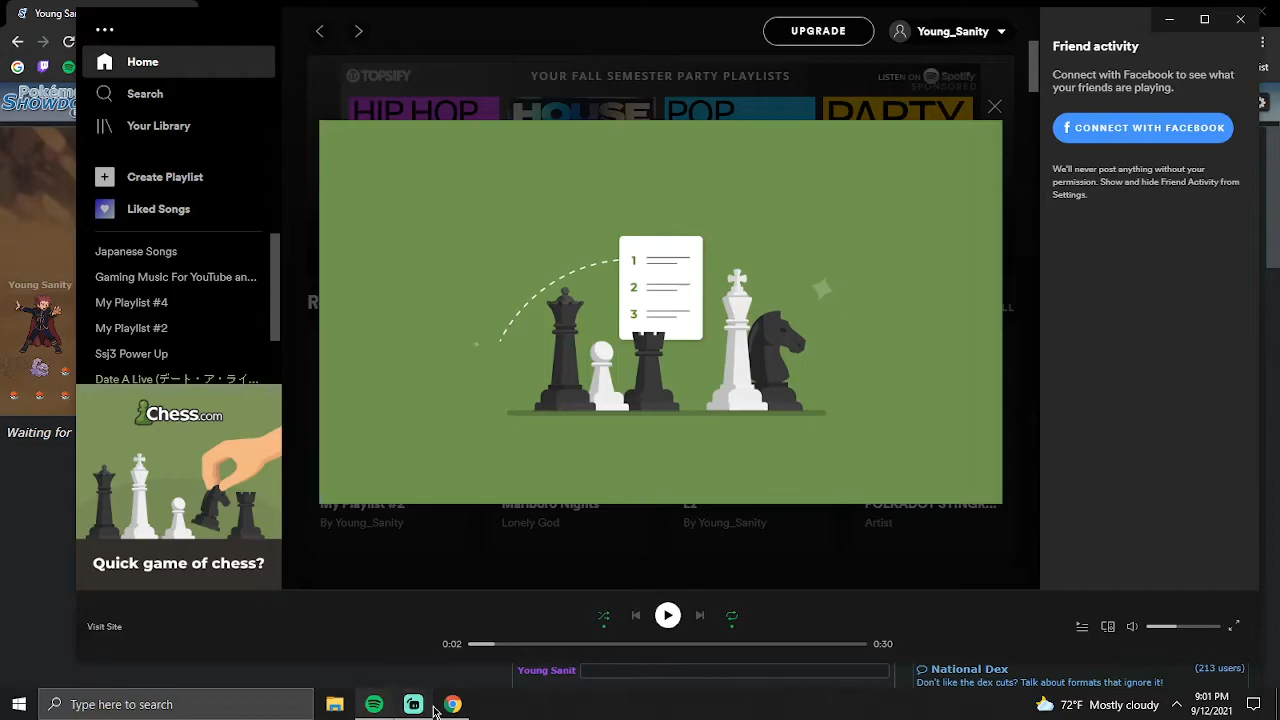 Young S
Showdo
Pokém
SHOWD
Young Sanity
Waiting for
Home
Search
Your Library
Create Playlist
Liked Songs
Japanese Songs
Gaming Music For YouTube an...
My Playlist #4
My Playlist #2
Ssj3 Power Up
Date A Live (デート・ア・ライ...
Chess.com
Quick game of chess?
UPGRADE
Young_Sanity
TOPSIFY
YOUR FALL SEMESTER PARTY PLAYLISTS
LISTEN ON Spotify
SPONSORED
HIP HOP HOUSE POP PARTY
1
2
3
R
LL
My Playlist #2
By Young_Sanity
Marlboro Nights
Lonely God
By Young_Sanity
POLKADOT STINGR...
Artist
Friend activity
Connect with Facebook to see what
your friends are playing.
f CONNECT WITH FACEBOOK
We'll never post anything without your
permission. Show and hide Friend Activity from
Settings.
Visit Site
0:02
0:30
Young Sanit
National Dex
(213 users)
Don't like the dex cuts? Talk about formats that ignore it!
Type here to search
72°F Mostly cloudy
9:01 PM
9/12/2021